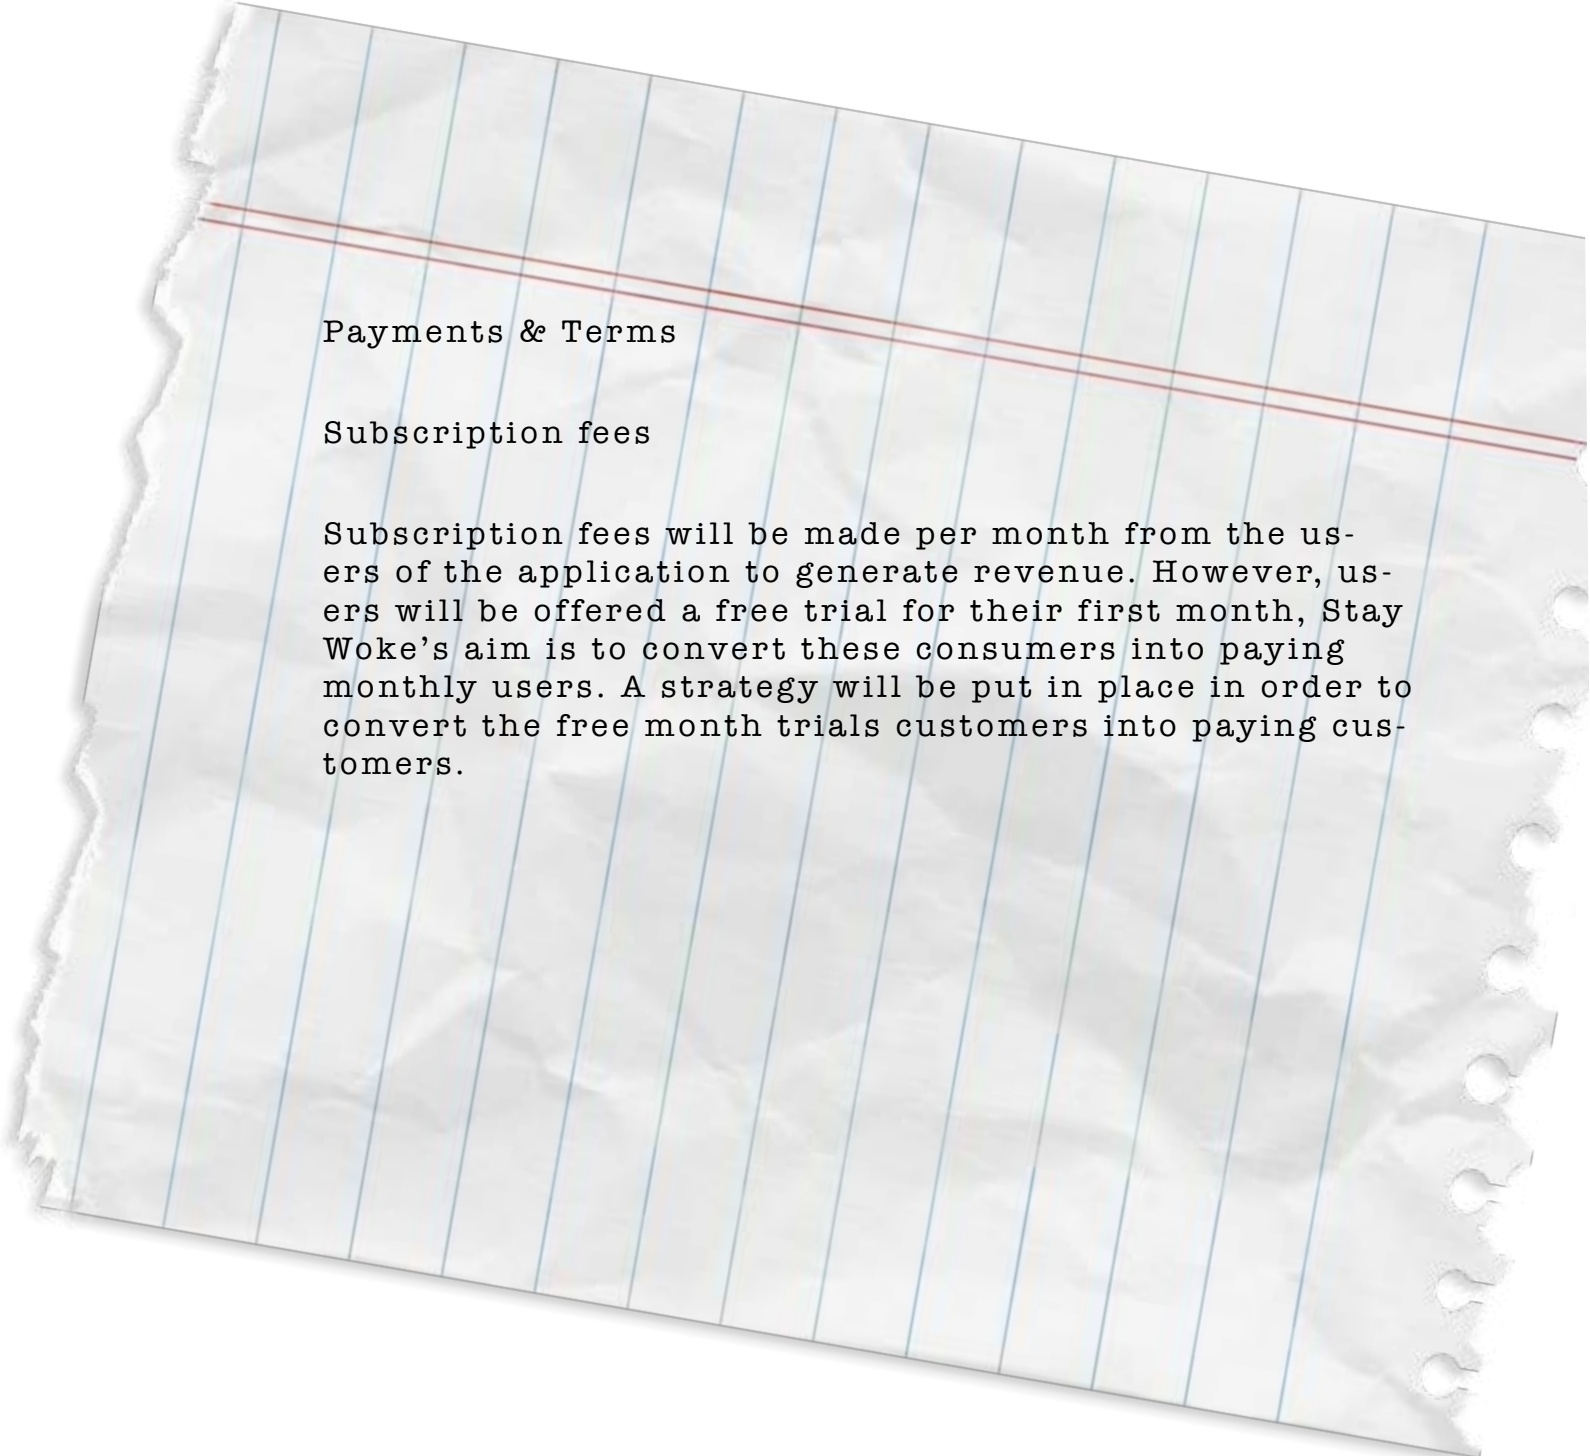 Payments & Terms
Subscription fees
Subscription fees will be made per month from the us-
ers of the application to generate revenue. However, us-
ers will be offered a free trial for their first month, Stay
Woke’s aim is to convert these consumers into paying
monthly users. A strategy will be put in place in order to
convert the free month trials customers into paying cus-
tomers.